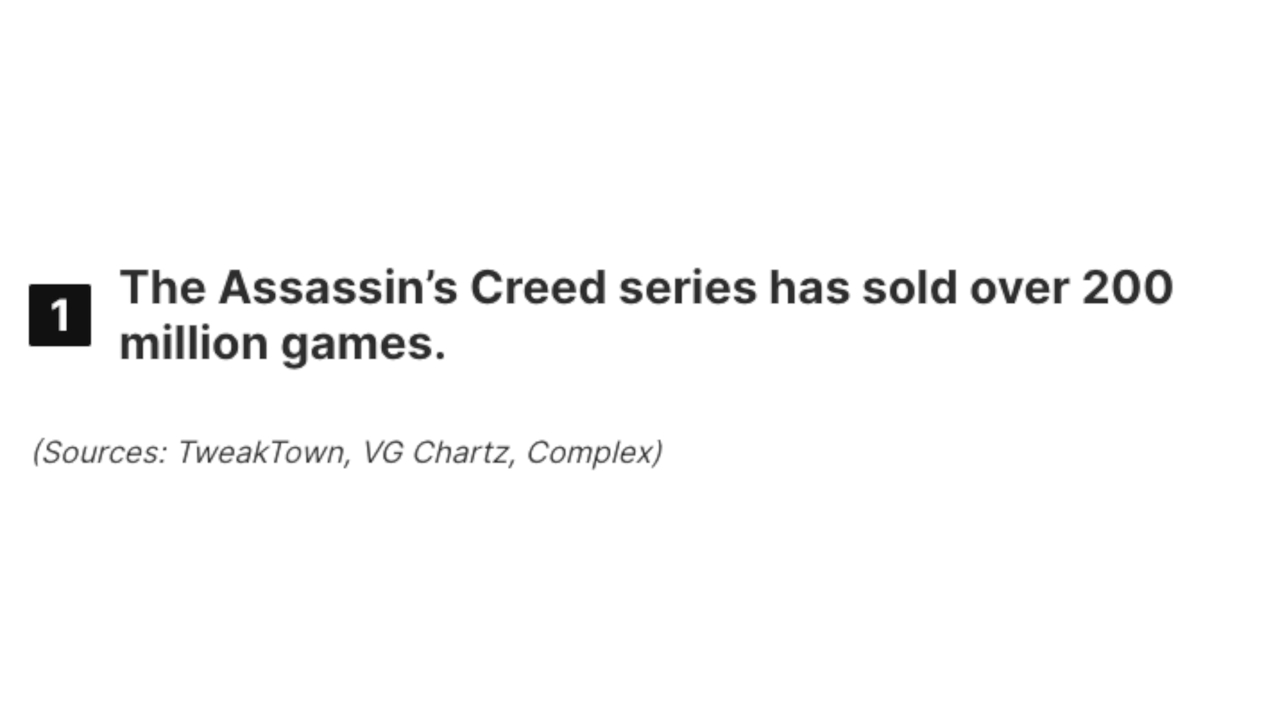 1
The Assassin’s Creed series has sold over 200
million games.
(Sources: TweakTown, VG Chartz, Complex)